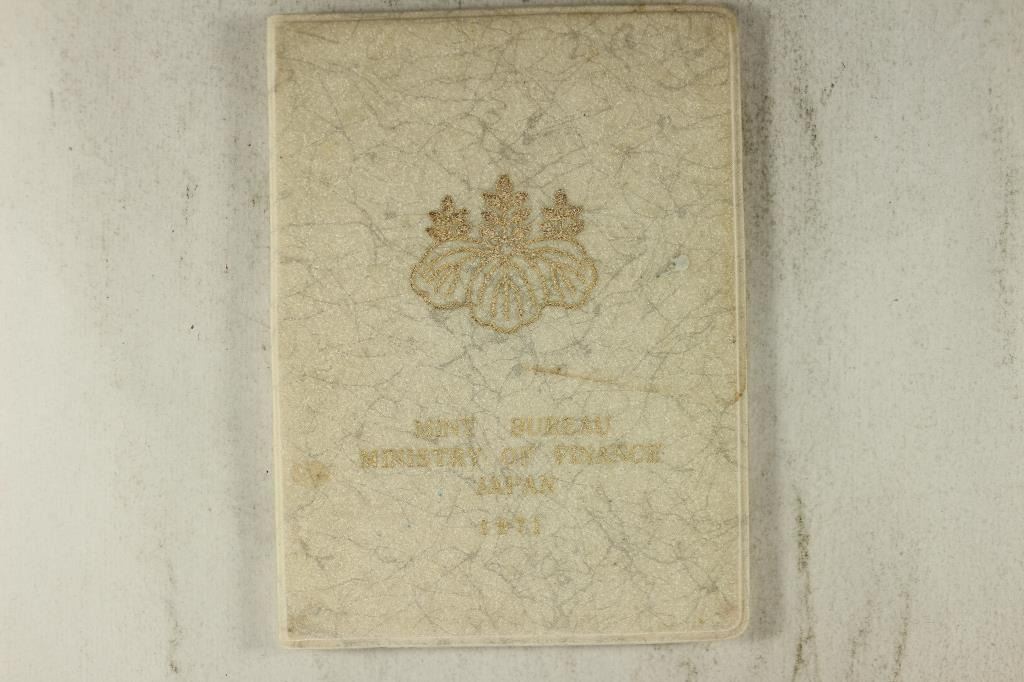 MINT BUREAU
MINISTRY OF FINANCE
JAPAN
1971